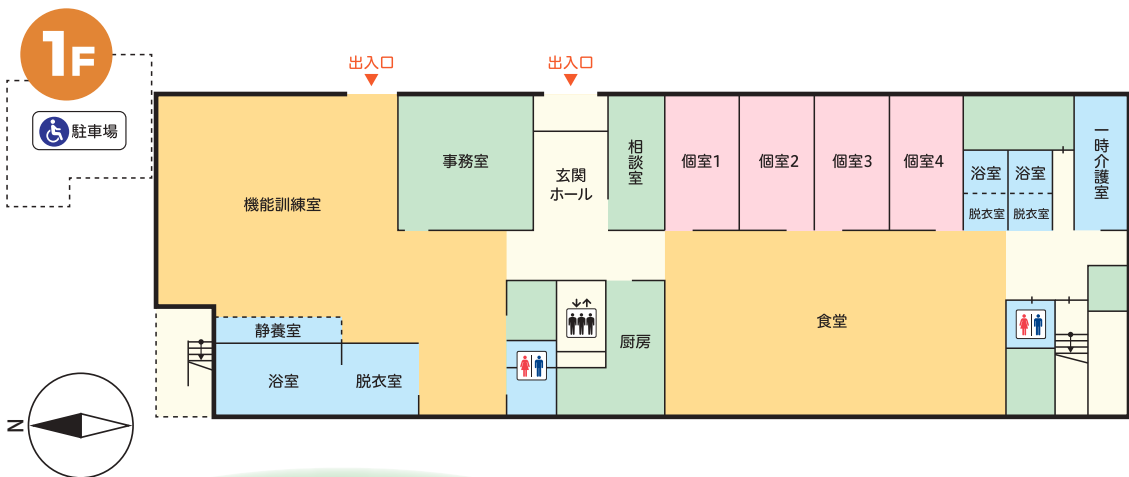 1F
駐車場
出入口
出入口
機能訓練室
事務室
玄関
ホール
相談室
個室1
個室2
個室3
個室4
浴室
浴室
脱衣室
脱衣室
一時介護室
静養室
浴室
脱衣室
厨房
食堂
N